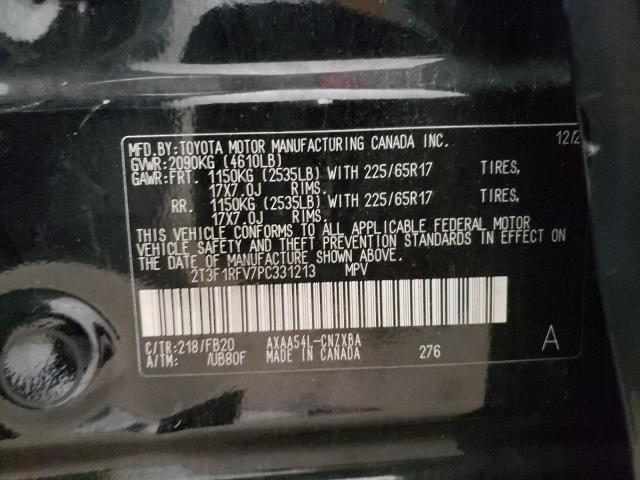 MFD.BY:TOYOTA MOTOR MANUFACTURING CANADA INC. 12/2
GVWR:2090KG (4610LB)
GAWR:FRT. 1150KG (2535LB) WITH 225/65R17 TIRES,
17X7.0J RIMS.
RR. 1150KG (2535LB) WITH 225/65R17 TIRES,
17X7.0J RIMS.
THIS VEHICLE CONFORMS TO ALL APPLICABLE FEDERAL MOTOR
VEHICLE SAFETY AND THEFT PREVENTION STANDARDS IN EFFECT ON
THE DATE OF MANUFACTURE SHOWN ABOVE.
2T3F1RFV7PC331213 MPV
C/TR:218/FB20 AXAA54L-CNZXBA
A/TM: /UB80F MADE IN CANADA 276 A